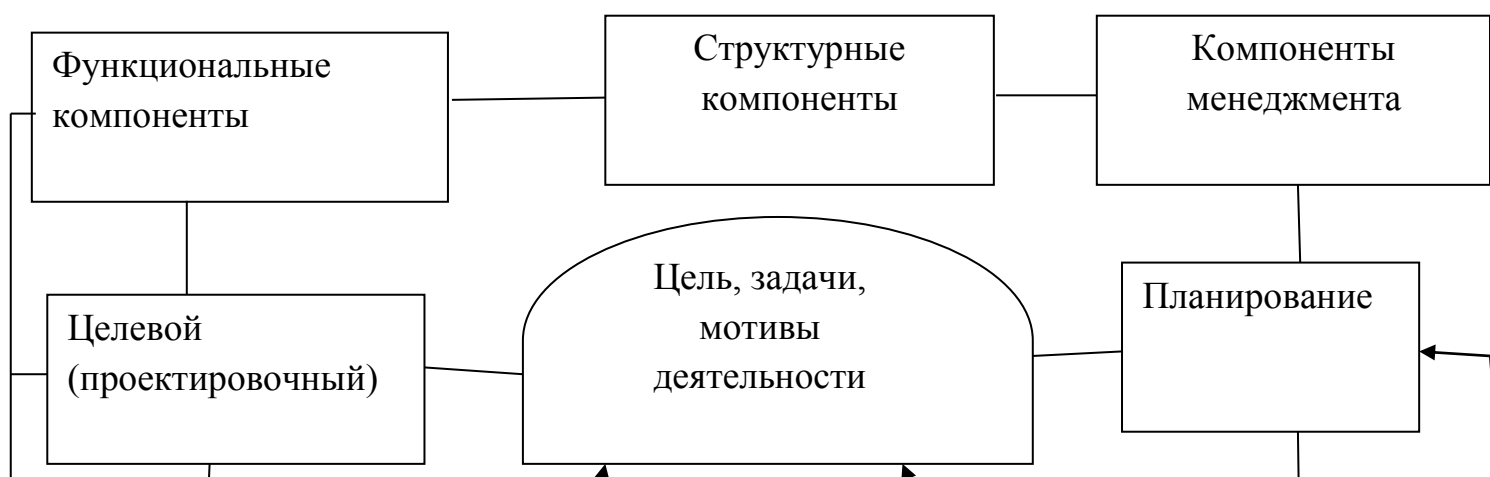 Функциональные
компоненты
Структурные
компоненты
Компоненты
менеджмента
Целевой
(проектировочный)
Цель, задачи,
мотивы
деятельности
Планирование